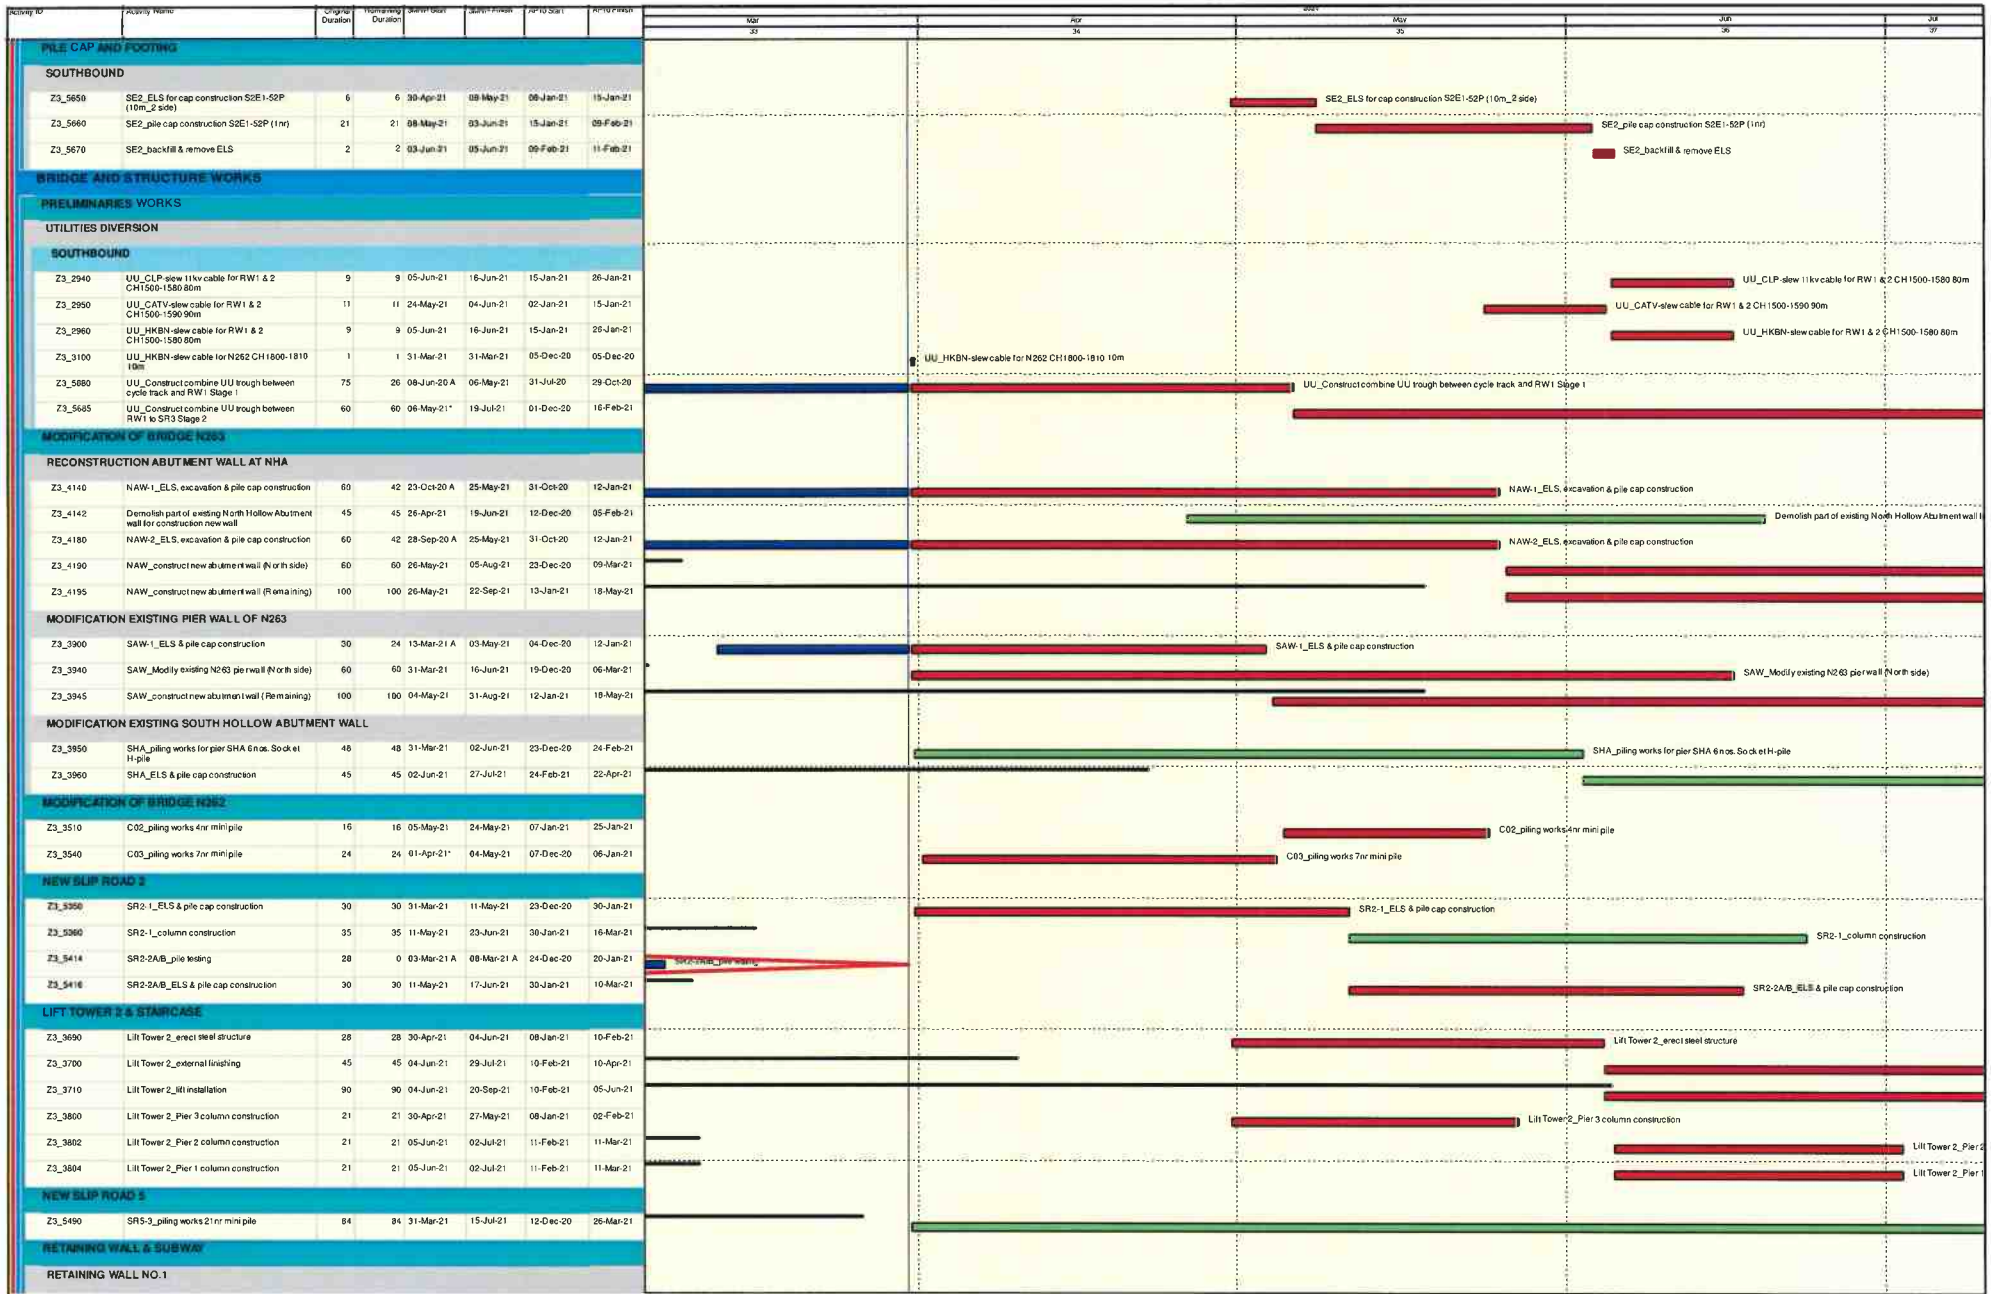 Activity ID Activity Name Original Duration Remaining Duration 3MRP Start 3MRP Finish RP10 Start RP10 Finish 2021
Mar Apr May Jun Jul
33 34 35 36 37
PILE CAP AND FOOTING
SOUTHBOUND
Z3_5650 SE2_ELS for cap construction S2E1-52P (10m_2 side) 6 6 30-Apr-21 08-May-21 08-Jan-21 15-Jan-21 SE2_ELS for cap construction S2E1-52P (10m_2 side)
Z3_5660 SE2_pile cap construction S2E1-52P (1nr) 21 21 08-May-21 03-Jun-21 15-Jan-21 09-Feb-21 SE2_pile cap construction S2E1-52P (1nr)
Z3_5670 SE2_backfill & remove ELS 2 2 03-Jun-21 05-Jun-21 09-Feb-21 11-Feb-21 SE2_backfill & remove ELS
BRIDGE AND STRUCTURE WORKS
PRELIMINARIES WORKS
UTILITIES DIVERSION
SOUTHBOUND
Z3_2940 UU_CLP-slew 11kv cable for RW1 & 2 CH1500-1580 80m 9 9 05-Jun-21 16-Jun-21 15-Jan-21 26-Jan-21 UU_CLP-slew 11kv cable for RW1 & 2 CH1500-1580 80m
Z3_2950 UU_CATV-slew cable for RW1 & 2 CH1500-1590 90m 11 11 24-May-21 04-Jun-21 02-Jan-21 15-Jan-21 UU_CATV-slew cable for RW1 & 2 CH1500-1590 90m
Z3_2960 UU_HKBN-slew cable for RW1 & 2 CH1500-1580 80m 9 9 05-Jun-21 16-Jun-21 15-Jan-21 26-Jan-21 UU_HKBN-slew cable for RW1 & 2 CH1500-1580 80m
Z3_3100 UU_HKBN-slew cable for N262 CH1800-1810 10m 1 1 31-Mar-21 31-Mar-21 05-Dec-20 05-Dec-20 UU_HKBN-slew cable for N262 CH1800-1810 10m
Z3_5680 UU_Construct combine UU trough between cycle track and RW1 Stage 1 75 26 08-Jun-20 A 06-May-21 31-Jul-20 29-Oct-20 UU_Construct combine UU trough between cycle track and RW1 Stage 1
Z3_5685 UU_Construct combine UU trough between RW1 to SR3 Stage 2 60 60 06-May-21* 19-Jul-21 01-Dec-20 16-Feb-21
MODIFICATION OF BRIDGE N263
RECONSTRUCTION ABUTMENT WALL AT NHA
Z3_4140 NAW-1_ELS, excavation & pile cap construction 60 42 23-Oct-20 A 25-May-21 31-Oct-20 12-Jan-21 NAW-1_ELS, excavation & pile cap construction
Z3_4142 Demolish part of existing North Hollow Abutment wall for construction new wall 45 45 26-Apr-21 19-Jun-21 12-Dec-20 05-Feb-21 Demolish part of existing North Hollow Abutment wall
Z3_4180 NAW-2_ELS, excavation & pile cap construction 60 42 28-Sep-20 A 25-May-21 31-Oct-20 12-Jan-21 NAW-2_ELS, excavation & pile cap construction
Z3_4190 NAW_construct new abutment wall (North side) 60 60 26-May-21 05-Aug-21 23-Dec-20 09-Mar-21
Z3_4195 NAW_construct new abutment wall (Remaining) 100 100 26-May-21 22-Sep-21 13-Jan-21 18-May-21
MODIFICATION EXISTING PIER WALL OF N263
Z3_3900 SAW-1_ELS & pile cap construction 30 24 13-Mar-21 A 03-May-21 04-Dec-20 12-Jan-21 SAW-1_ELS & pile cap construction
Z3_3940 SAW_Modify existing N263 pier wall (North side) 60 60 31-Mar-21 16-Jun-21 19-Dec-20 06-Mar-21 SAW_Modify existing N263 pier wall (North side)
Z3_3945 SAW_construct new abutment wall (Remaining) 100 100 04-May-21 31-Aug-21 12-Jan-21 18-May-21
MODIFICATION EXISTING SOUTH HOLLOW ABUTMENT WALL
Z3_3950 SHA_piling works for pier SHA 6 nos. Socket H-pile 48 48 31-Mar-21 02-Jun-21 23-Dec-20 24-Feb-21 SHA_piling works for pier SHA 6 nos. Socket H-pile
Z3_3960 SHA_ELS & pile cap construction 45 45 02-Jun-21 27-Jul-21 24-Feb-21 22-Apr-21
MODIFICATION OF BRIDGE N262
Z3_3510 C02_piling works 4nr mini pile 16 16 05-May-21 24-May-21 07-Jan-21 25-Jan-21 C02_piling works 4nr mini pile
Z3_3540 C03_piling works 7nr mini pile 24 24 01-Apr-21* 04-May-21 07-Dec-20 06-Jan-21 C03_piling works 7nr mini pile
NEW SLIP ROAD 2
Z3_5350 SR2-1_ELS & pile cap construction 30 30 31-Mar-21 11-May-21 23-Dec-20 30-Jan-21 SR2-1_ELS & pile cap construction
Z3_5360 SR2-1_column construction 35 35 11-May-21 23-Jun-21 30-Jan-21 16-Mar-21 SR2-1_column construction
Z3_5414 SR2-2A/B_pile testing 28 0 03-Mar-21 A 08-Mar-21 A 24-Dec-20 20-Jan-21 SR2-2A/B_pile testing
Z3_5416 SR2-2A/B_ELS & pile cap construction 30 30 11-May-21 17-Jun-21 30-Jan-21 10-Mar-21 SR2-2A/B_ELS & pile cap construction
LIFT TOWER 2 & STAIRCASE
Z3_3690 Lift Tower 2_erect steel structure 28 28 30-Apr-21 04-Jun-21 08-Jan-21 10-Feb-21 Lift Tower 2_erect steel structure
Z3_3700 Lift Tower 2_external finishing 45 45 04-Jun-21 29-Jul-21 10-Feb-21 10-Apr-21
Z3_3710 Lift Tower 2_lift installation 90 90 04-Jun-21 20-Sep-21 10-Feb-21 05-Jun-21
Z3_3800 Lift Tower 2_Pier 3 column construction 21 21 30-Apr-21 27-May-21 08-Jan-21 02-Feb-21 Lift Tower 2_Pier 3 column construction
Z3_3802 Lift Tower 2_Pier 2 column construction 21 21 05-Jun-21 02-Jul-21 11-Feb-21 11-Mar-21 Lift Tower 2_Pier 2
Z3_3804 Lift Tower 2_Pier 1 column construction 21 21 05-Jun-21 02-Jul-21 11-Feb-21 11-Mar-21 Lift Tower 2_Pier 1
NEW SLIP ROAD 5
Z3_5490 SR5-3_piling works 21nr mini pile 84 84 31-Mar-21 15-Jul-21 12-Dec-20 26-Mar-21
RETAINING WALL & SUBWAY
RETAINING WALL NO.1